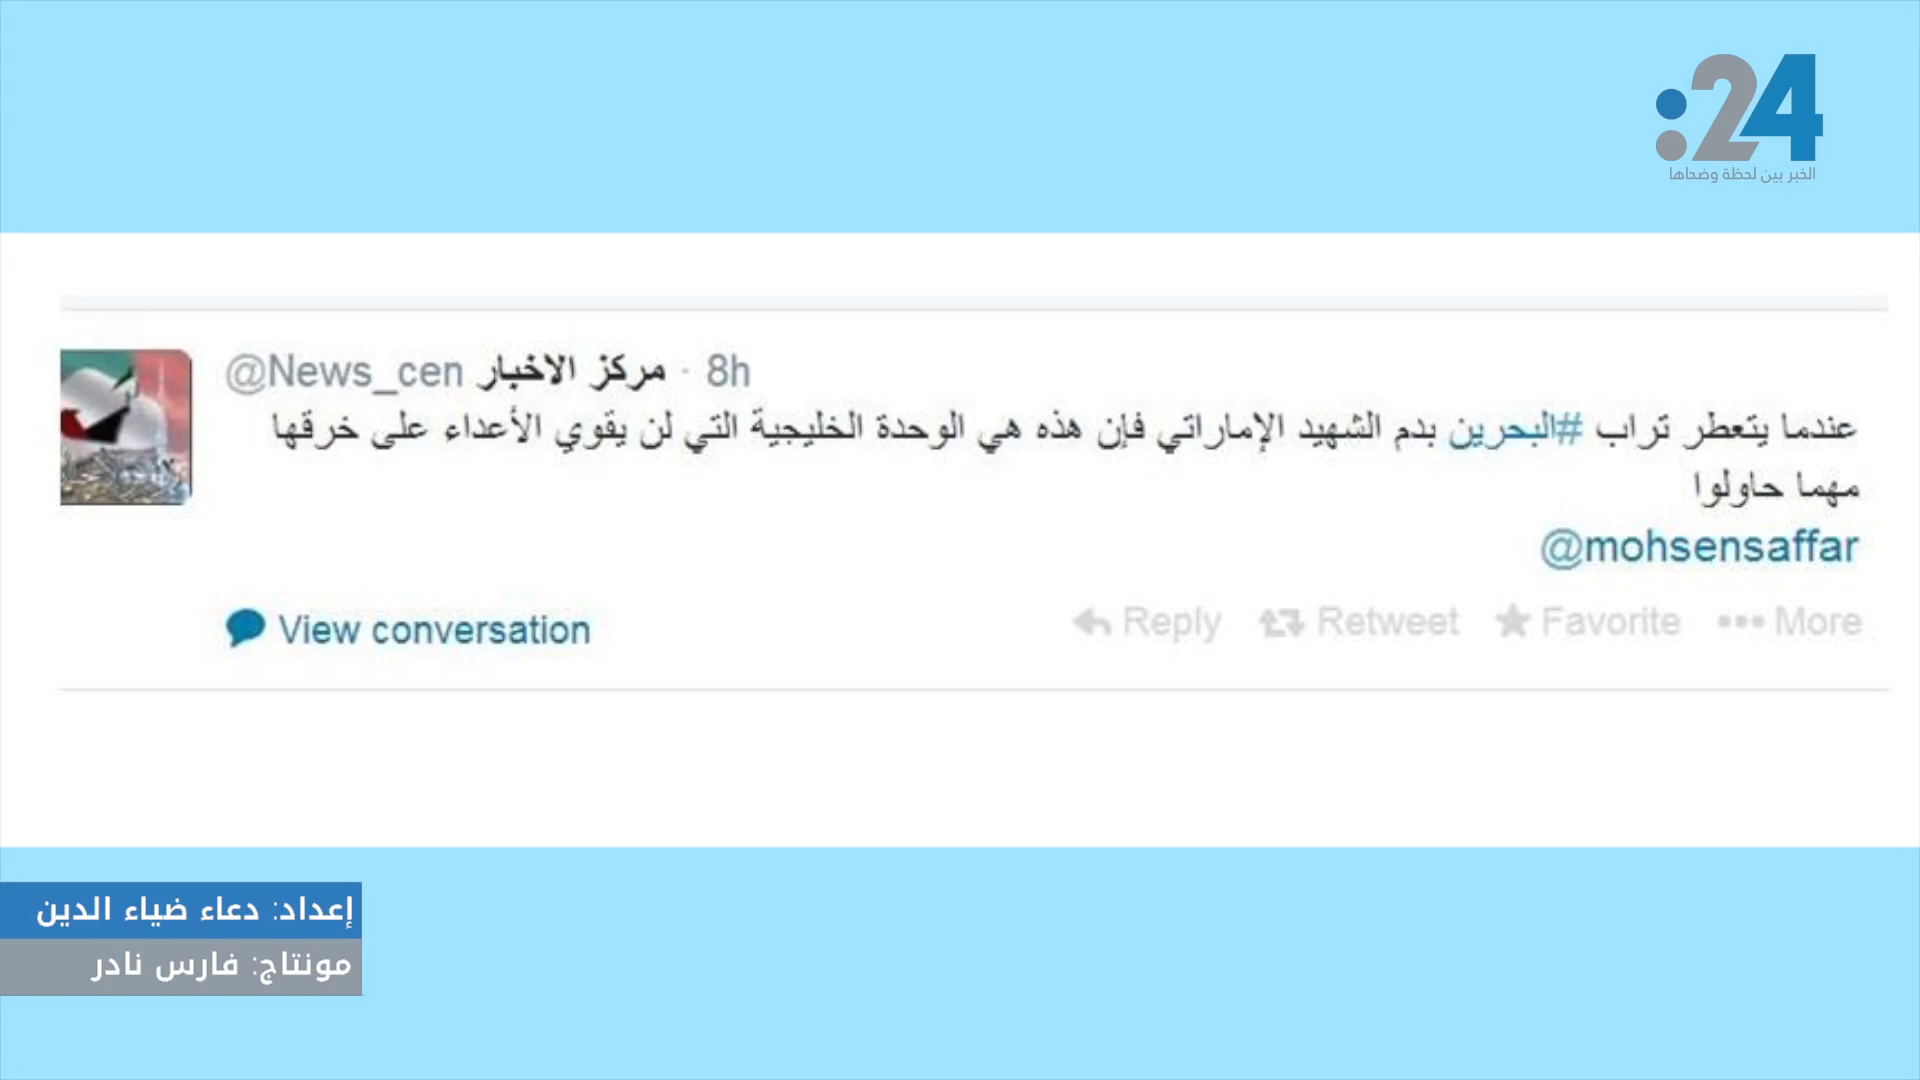 :24
الخبر بين لحظة وضحاها
@News_cen مركز الاخبار · 8h
عندما يتعطر تراب #البحرين بدم الشهيد الإماراتي فإن هذه هي الوحدة الخليجية التي لن يقوي الأعداء على خرقها
مهما حاولوا
@mohsensaffar
View conversation
Reply Retweet Favorite More
إعداد: دعاء ضياء الدين
مونتاج: فارس نادر